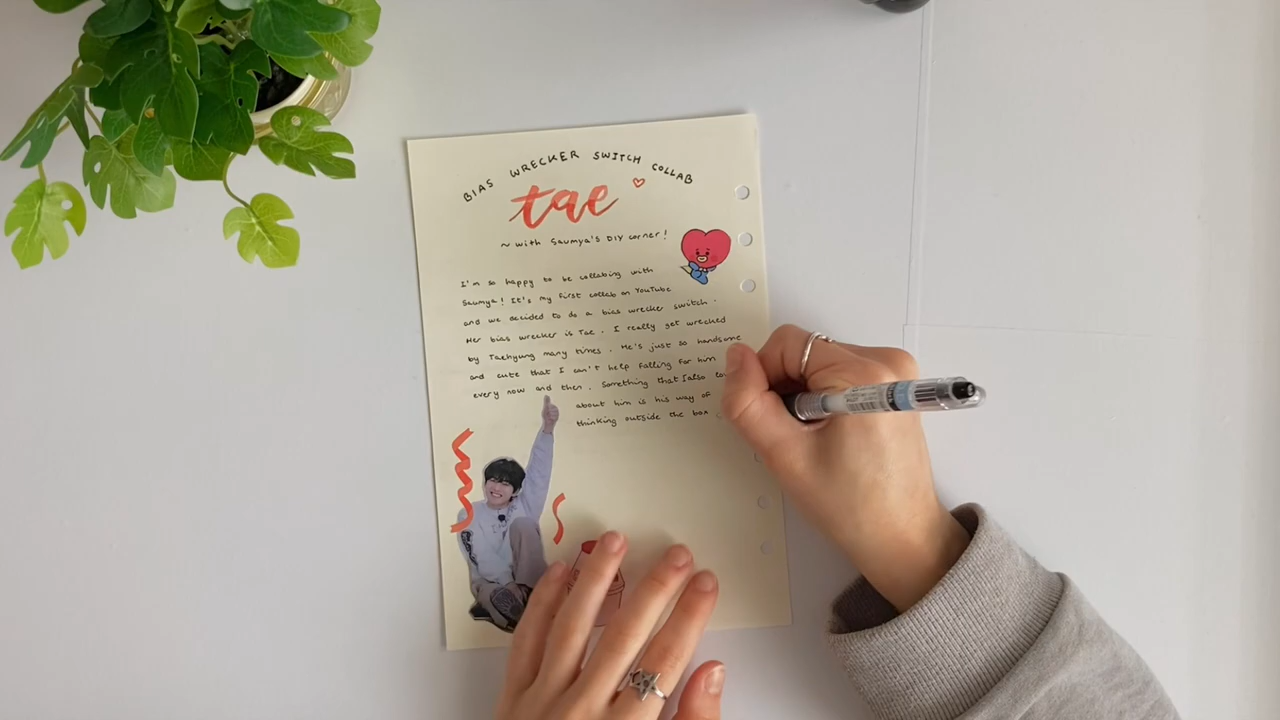 BIAS WRECKER SWITCH COLLAB
tae
~ with Saumya's DIY corner!
I'm so happy to be collabing with
Saumya! It's my first collab on YouTube
and we decided to do a bias wrecker switch.
Her bias wrecker is Tae. I really get wrecked
by Taehyung many times. He's just so handsome
and cute that I can't help falling for him
every now and then. Something that I also
about him is his way of
thinking outside the box